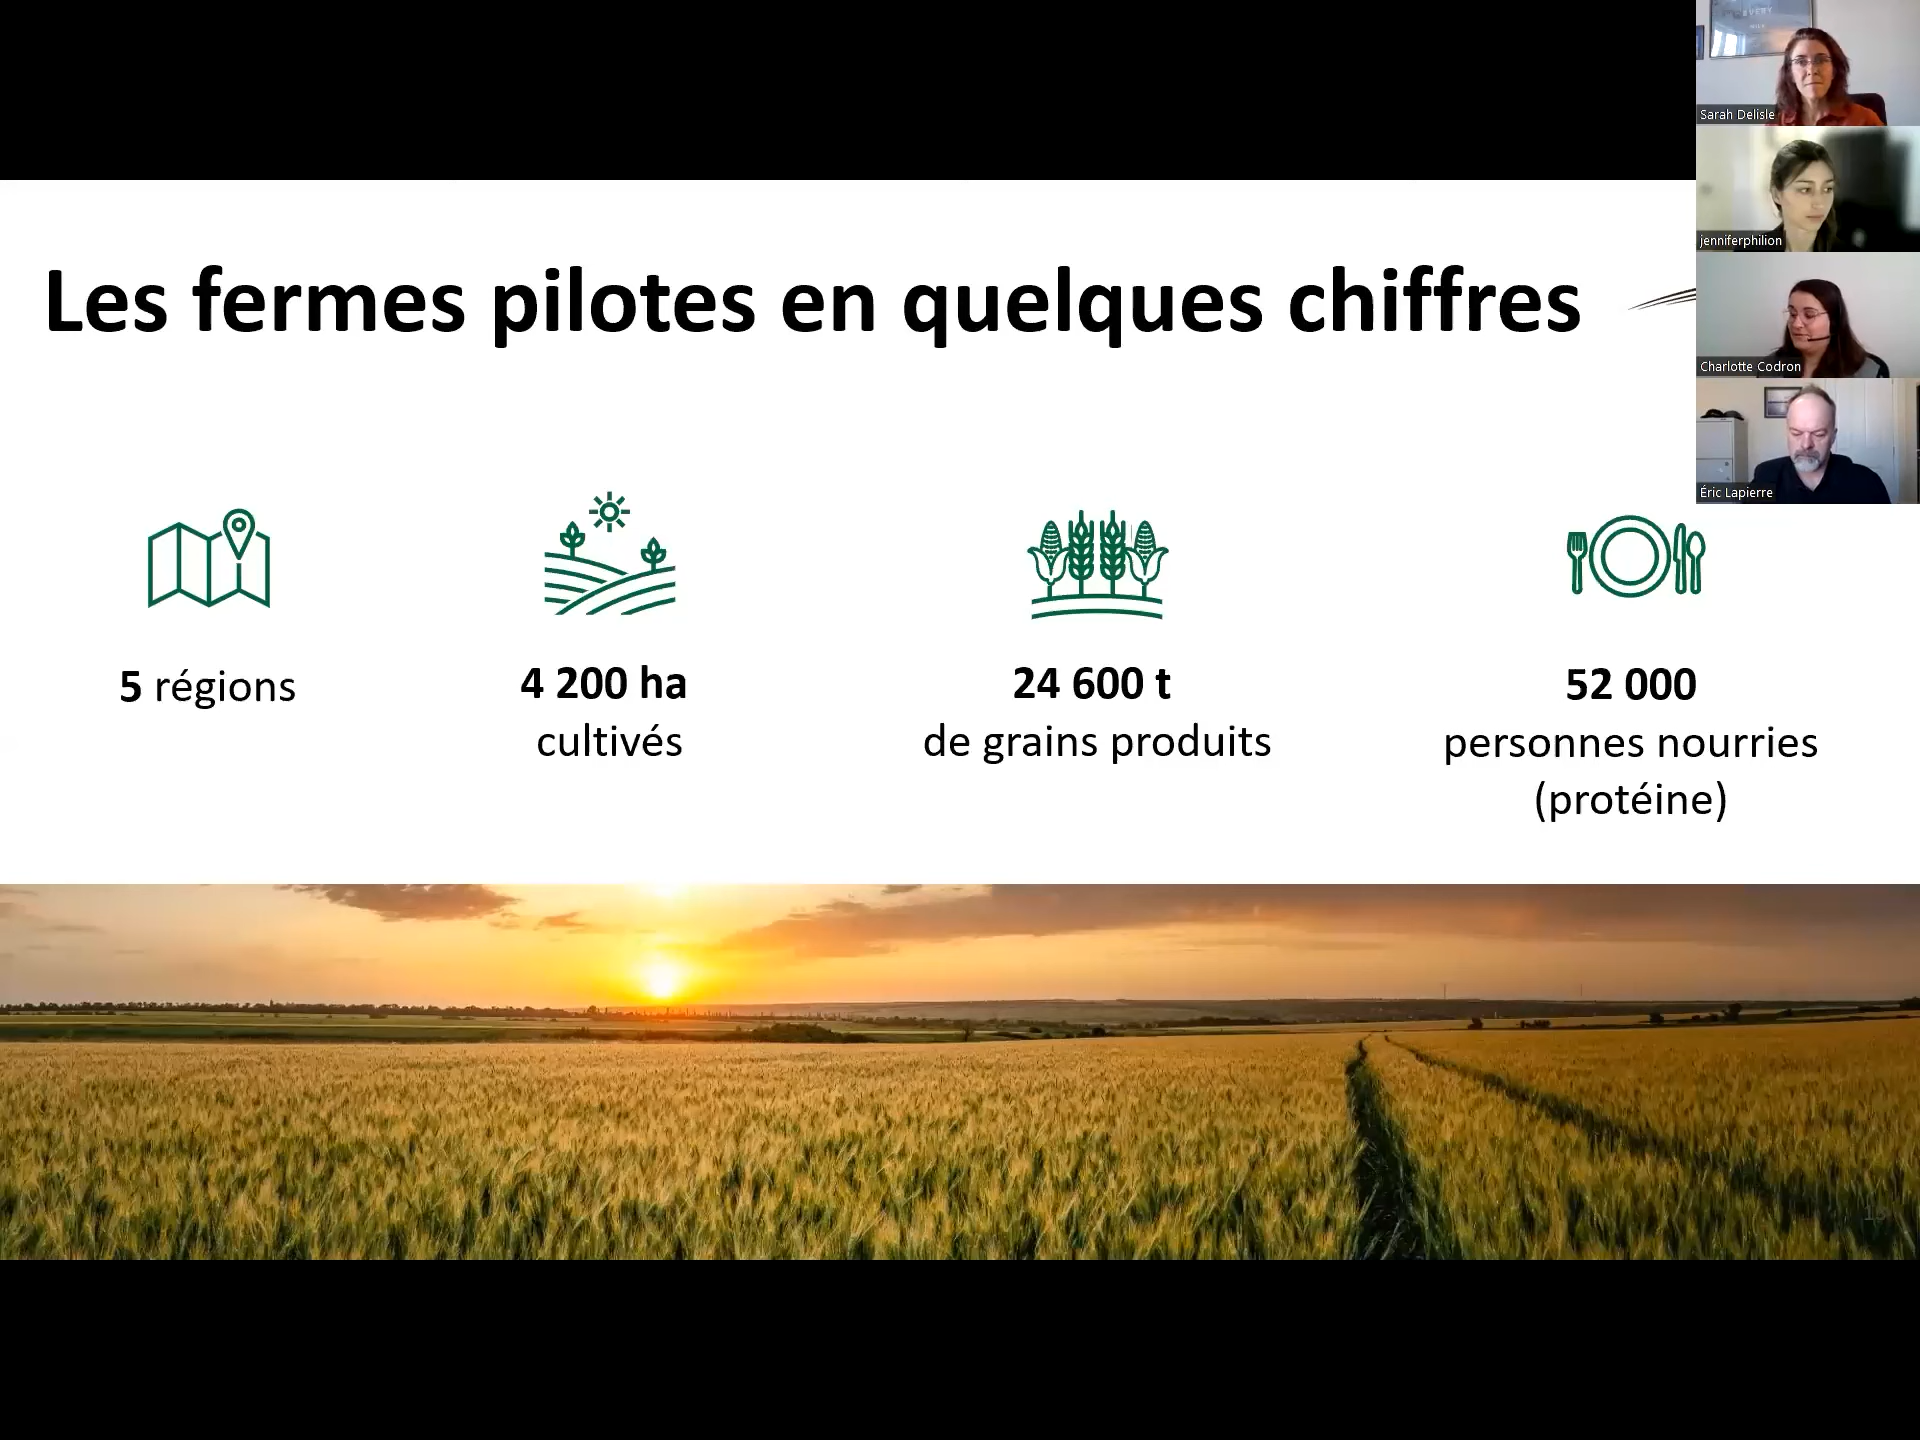 Les fermes pilotes en quelques chiffres
5 régions
4 200 ha
cultivés
24 600 t
de grains produits
52 000
personnes nourries
(protéine)
Sarah Delisle
jenniferphilion
Charlotte Codron
Éric Lapierre